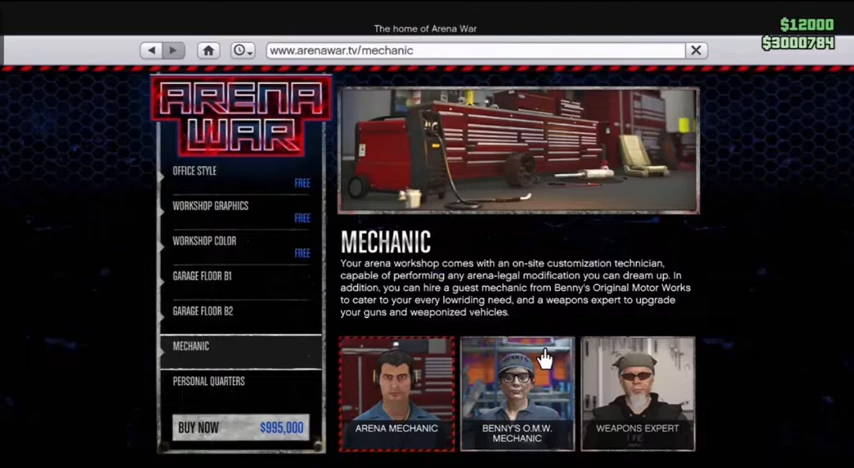 The home of Arena War
$12000
$3000784
www.arenawar.tv/mechanic
ARENA
WAR
OFFICE STYLE
FREE
WORKSHOP GRAPHICS
FREE
WORKSHOP COLOR
FREE
GARAGE FLOOR B1
GARAGE FLOOR B2
MECHANIC
PERSONAL QUARTERS
BUY NOW $995,000
MECHANIC
Your arena workshop comes with an on-site customization technician,
capable of performing any arena-legal modification you can dream up. In
addition, you can hire a guest mechanic from Benny's Original Motor Works
to cater to your every lowriding need, and a weapons expert to upgrade
your guns and weaponized vehicles.
ARENA MECHANIC
BENNY'S O.M.W.
MECHANIC
WEAPONS EXPERT